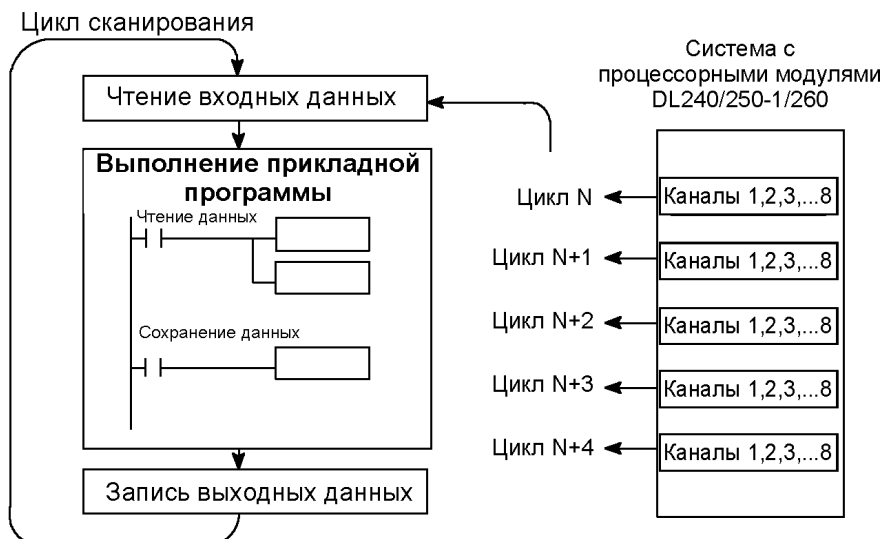 Цикл сканирования
Чтение входных данных
Выполнение прикладной
программы
Чтение данных
Сохранение данных
Запись выходных данных
Система с
процессорными модулями
DL240/250-1/260
Цикл N
Каналы 1,2,3,...8
Цикл N+1
Каналы 1,2,3,...8
Цикл N+2
Каналы 1,2,3,...8
Цикл N+3
Каналы 1,2,3,...8
Цикл N+4
Каналы 1,2,3,...8